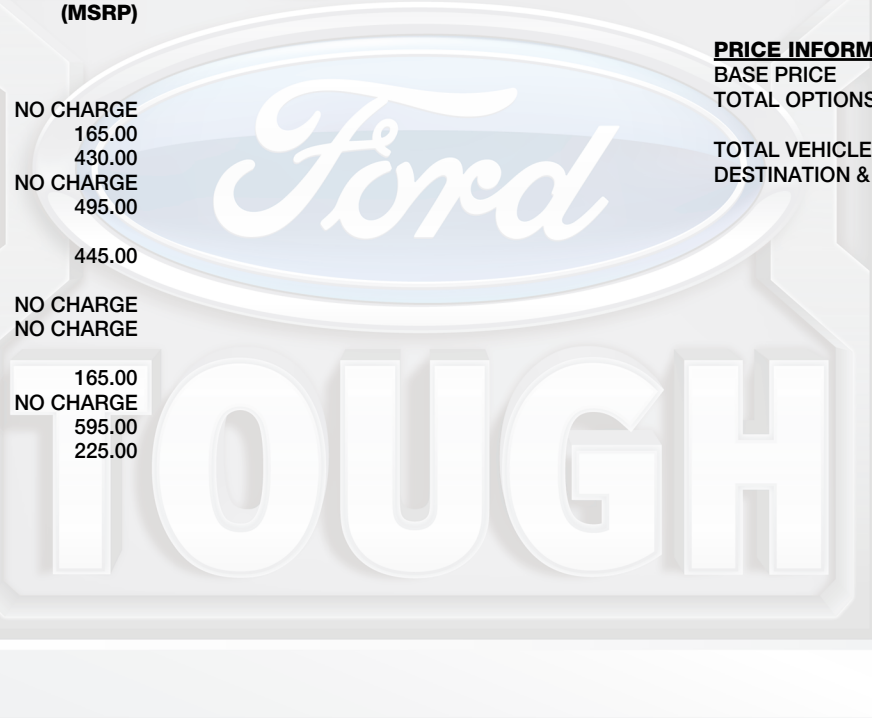 (MSRP)
NO CHARGE
165.00
430.00
NO CHARGE
495.00
445.00
NO CHARGE
NO CHARGE
165.00
NO CHARGE
595.00
225.00
PRICE INFORM
BASE PRICE
TOTAL OPTIONS
TOTAL VEHICLE
DESTINATION &
Ford
TOUGH